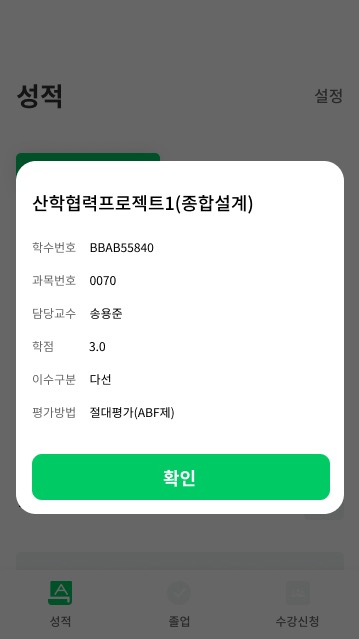 성적
설정
산학협력프로젝트1(종합설계)
학수번호 BBAB55840
과목번호 0070
담당교수 송용준
학점 3.0
이수구분 다선
평가방법 절대평가(ABF제)
확인
성적 졸업 수강신청